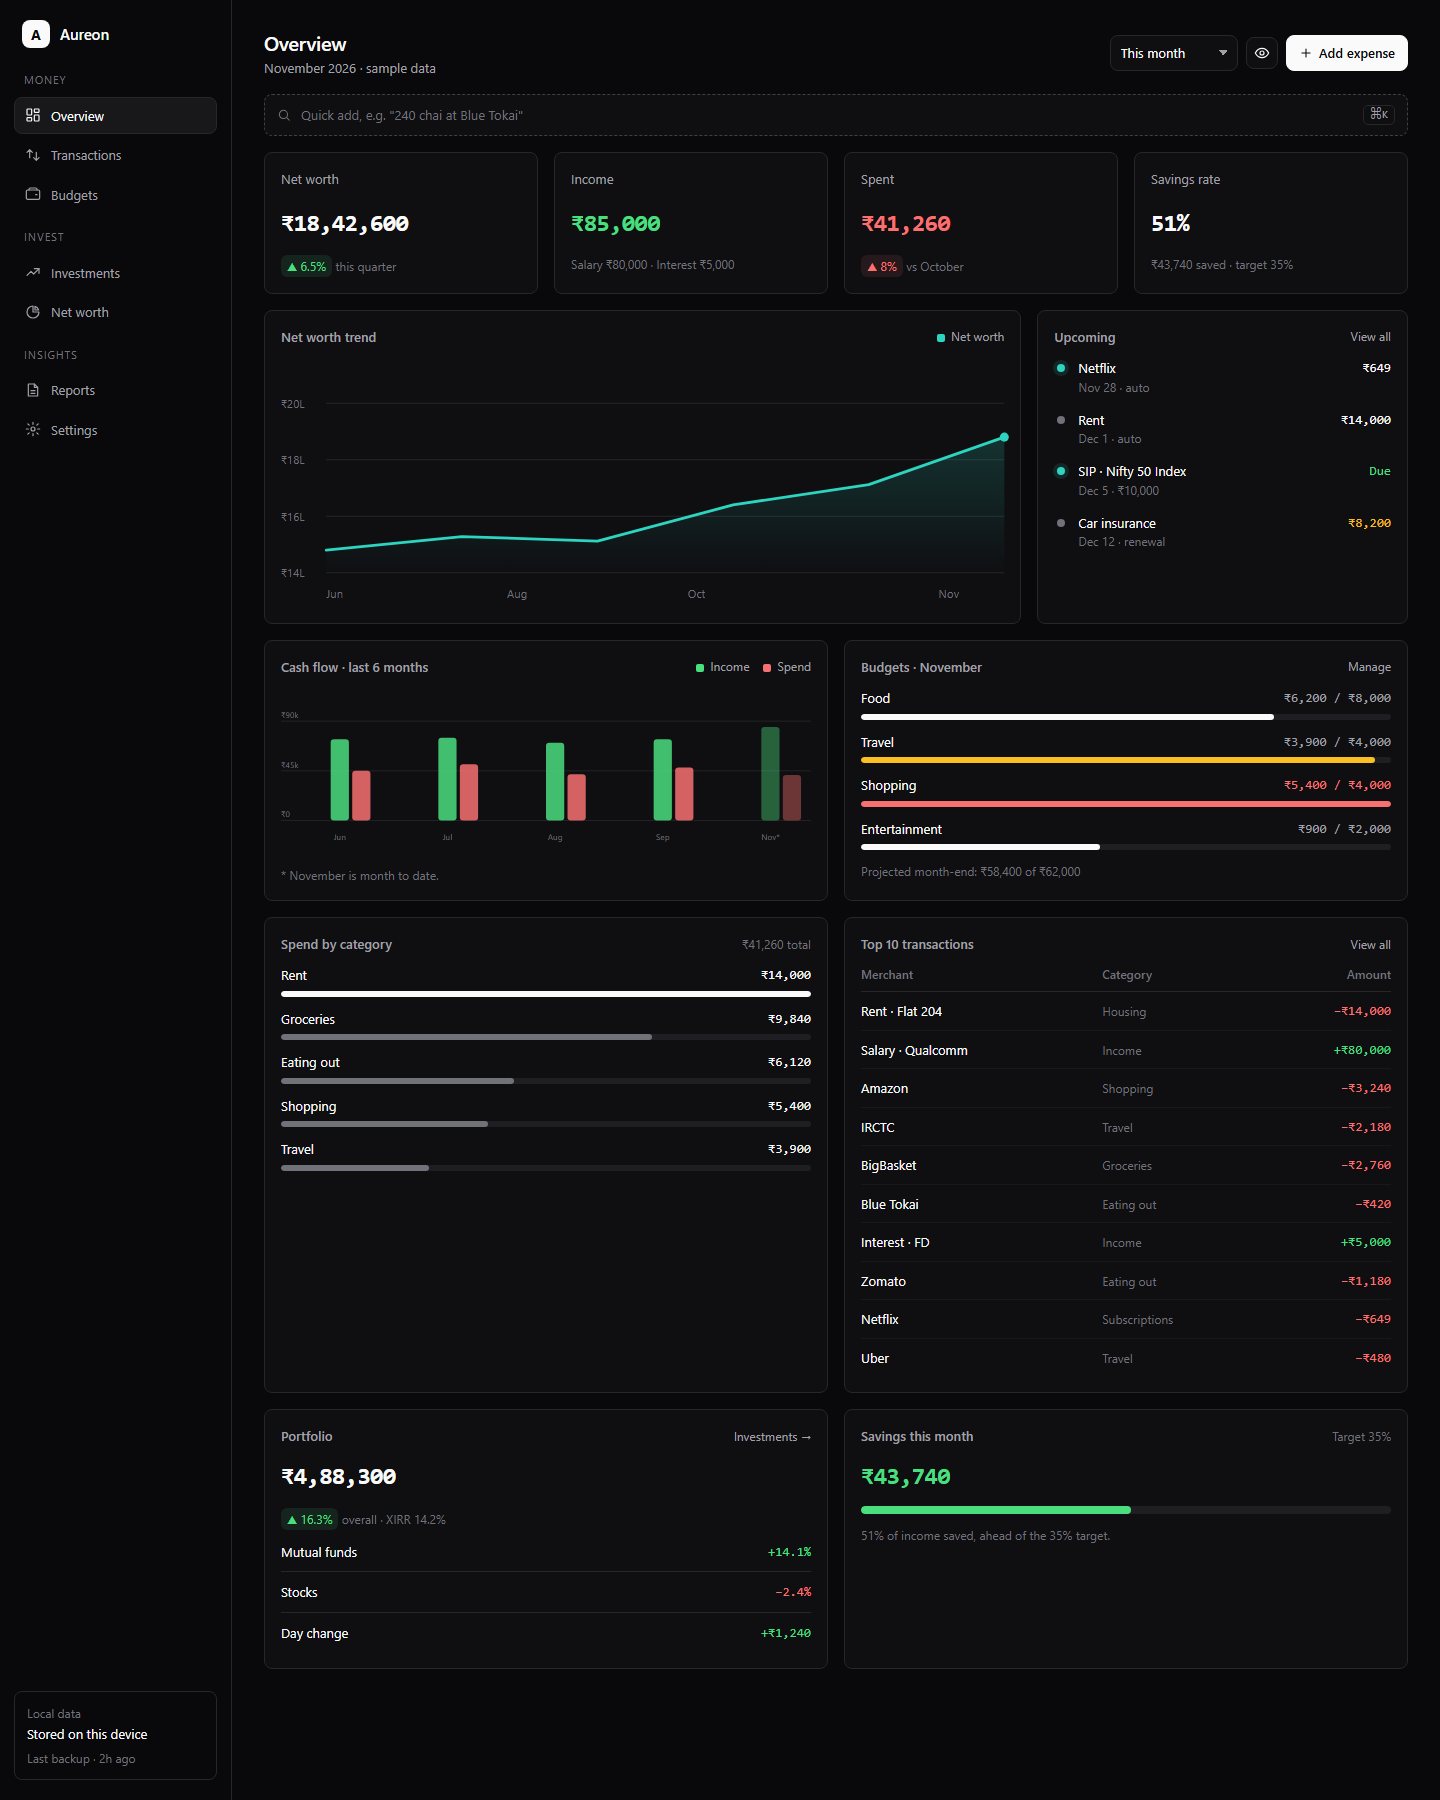 A Aureon
MONEY
Overview
Transactions
Budgets
INVEST
Investments
Net worth
INSIGHTS
Reports
Settings
Local data
Stored on this device
Last backup · 2h ago
Overview
November 2026 · sample data
This month
+ Add expense
Quick add, e.g. "240 chai at Blue Tokai"
⌘K
Net worth
₹18,42,600
▲ 6.5% this quarter
Income
₹85,000
Salary ₹80,000 · Interest ₹5,000
Spent
₹41,260
▲ 8% vs October
Savings rate
51%
₹43,740 saved · target 35%
Net worth trend
Net worth
₹20L
₹18L
₹16L
₹14L
Jun Aug Oct Nov
Upcoming View all
Netflix ₹649
Nov 28 · auto
Rent ₹14,000
Dec 1 · auto
SIP · Nifty 50 Index Due
Dec 5 · ₹10,000
Car insurance ₹8,200
Dec 12 · renewal
Cash flow · last 6 months
Income Spend
₹90k
₹45k
₹0
Jun Jul Aug Sep Nov*
* November is month to date.
Budgets · November Manage
Food ₹6,200 / ₹8,000
Travel ₹3,900 / ₹4,000
Shopping ₹5,400 / ₹4,000
Entertainment ₹900 / ₹2,000
Projected month-end: ₹58,400 of ₹62,000
Spend by category ₹41,260 total
Rent ₹14,000
Groceries ₹9,840
Eating out ₹6,120
Shopping ₹5,400
Travel ₹3,900
Top 10 transactions View all
Merchant Category Amount
Rent · Flat 204 Housing −₹14,000
Salary · Qualcomm Income +₹80,000
Amazon Shopping −₹3,240
IRCTC Travel −₹2,180
BigBasket Groceries −₹2,760
Blue Tokai Eating out −₹420
Interest · FD Income +₹5,000
Zomato Eating out −₹1,180
Netflix Subscriptions −₹649
Uber Travel −₹480
Portfolio Investments →
₹4,88,300
▲ 16.3% overall · XIRR 14.2%
Mutual funds +14.1%
Stocks −2.4%
Day change +₹1,240
Savings this month Target 35%
₹43,740
51% of income saved, ahead of the 35% target.